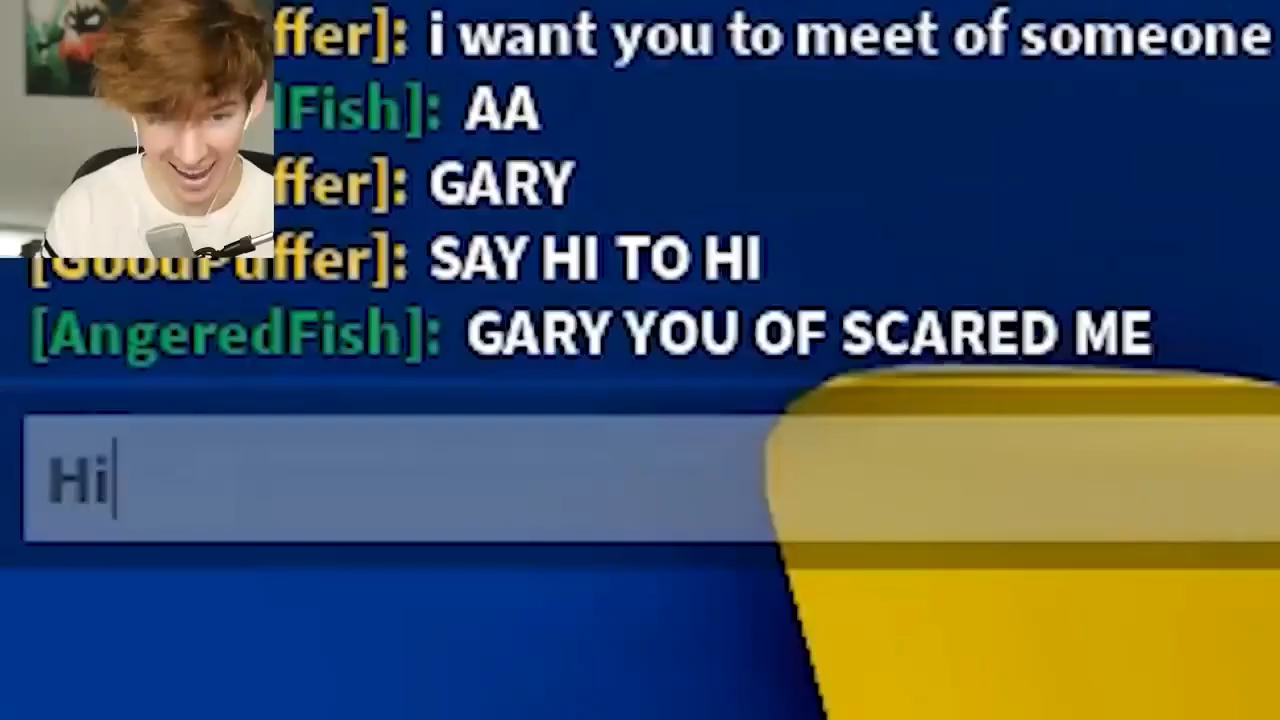 ffer]: i want you to meet of someone
lFish]: AA
ffer]: GARY
[GoodPuffer]: SAY HI TO HI
[AngeredFish]: GARY YOU OF SCARED ME
Hi